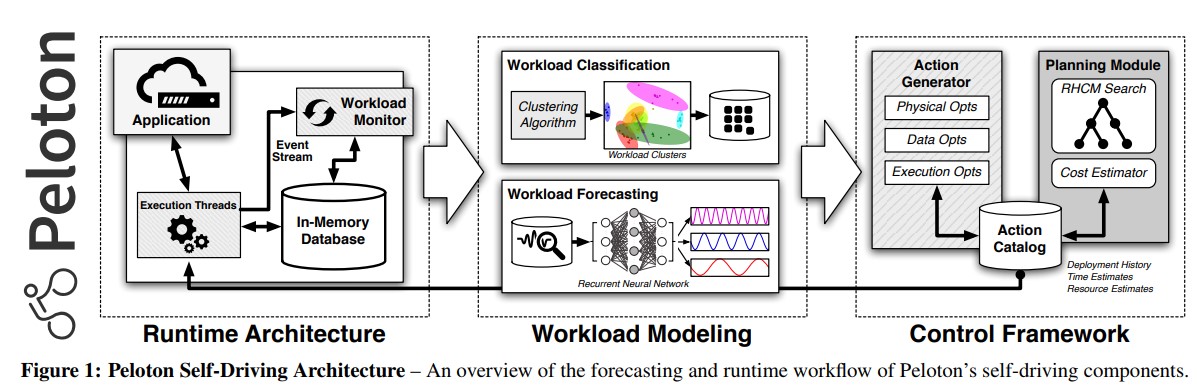 Peloton
Application
Workload
Monitor
Event
Stream
Execution Threads
In-Memory
Database
Runtime Architecture
Workload Classification
Clustering
Algorithm
Workload Clusters
Workload Forecasting
Recurrent Neural Network
Workload Modeling
Action
Generator
Physical Opts
Data Opts
Execution Opts
Planning Module
RHCM Search
Cost Estimator
Action
Catalog
Deployment History
Time Estimates
Resource Estimates
Control Framework
Figure 1: Peloton Self-Driving Architecture – An overview of the forecasting and runtime workflow of Peloton's self-driving components.